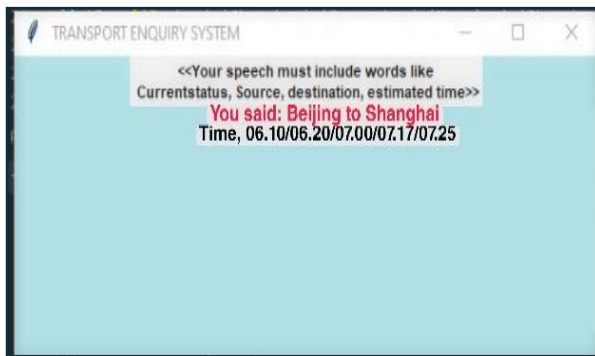 TRANSPORT ENQUIRY SYSTEM
<<Your speech must include words like
Currentstatus, Source, destination, estimated time>>
You said: Beijing to Shanghai
Time, 06.10/06.20/07.00/07.17/07.25